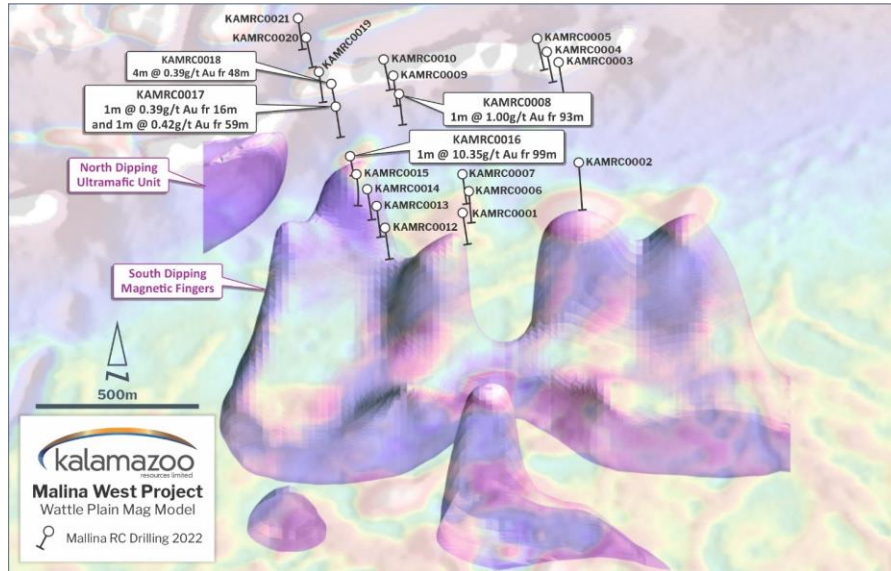 KAMRC0021
KAMRC0020
KAMRC0019
KAMRC0018
4m @ 0.39g/t Au fr 48m
KAMRC0017
1m @ 0.39g/t Au fr 16m
and 1m @ 0.42g/t Au fr 59m
KAMRC0010
KAMRC0009
KAMRC0008
1m @ 1.00g/t Au fr 93m
KAMRC0005
KAMRC0004
KAMRC0003
KAMRC0016
1m @ 10.35g/t Au fr 99m
KAMRC0015
KAMRC0014
KAMRC0013
KAMRC0012
KAMRC0007
KAMRC0006
KAMRC0001
KAMRC0002
North Dipping
Ultramafic Unit
South Dipping
Magnetic Fingers
N
500m
kalamazoo
resources limited
Malina West Project
Wattle Plain Mag Model
Mallina RC Drilling 2022